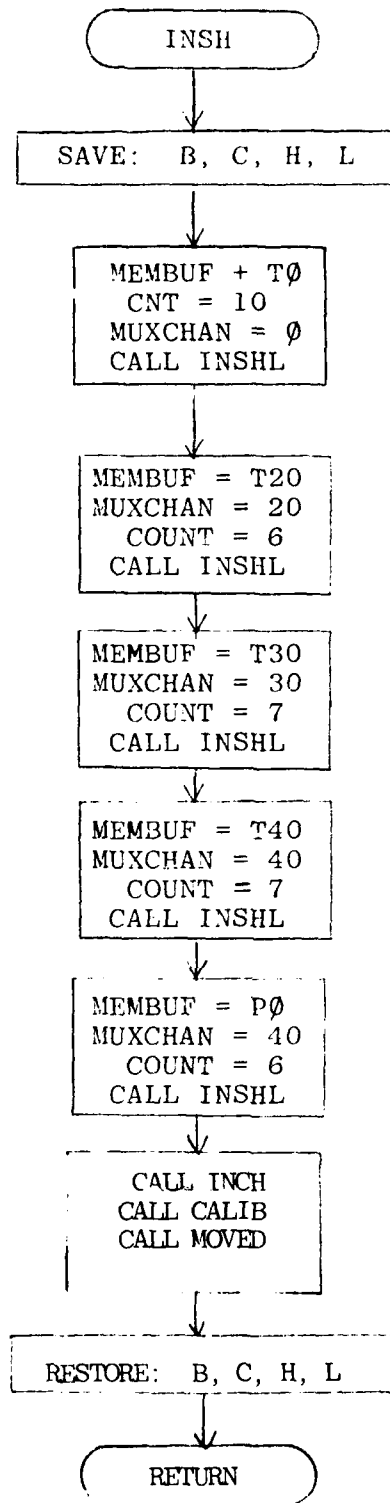 INSH
SAVE: B, C, H, L
MEMBUF + TØ
CNT = 10
MUXCHAN = Ø
CALL INSHL
MEMBUF = T20
MUXCHAN = 20
COUNT = 6
CALL INSHL
MEMBUF = T30
MUXCHAN = 30
COUNT = 7
CALL INSHL
MEMBUF = T40
MUXCHAN = 40
COUNT = 7
CALL INSHL
MEMBUF = PØ
MUXCHAN = 40
COUNT = 6
CALL INSHL
CALL INCH
CALL CALIB
CALL MOVED
RESTORE: B, C, H, L
RETURN